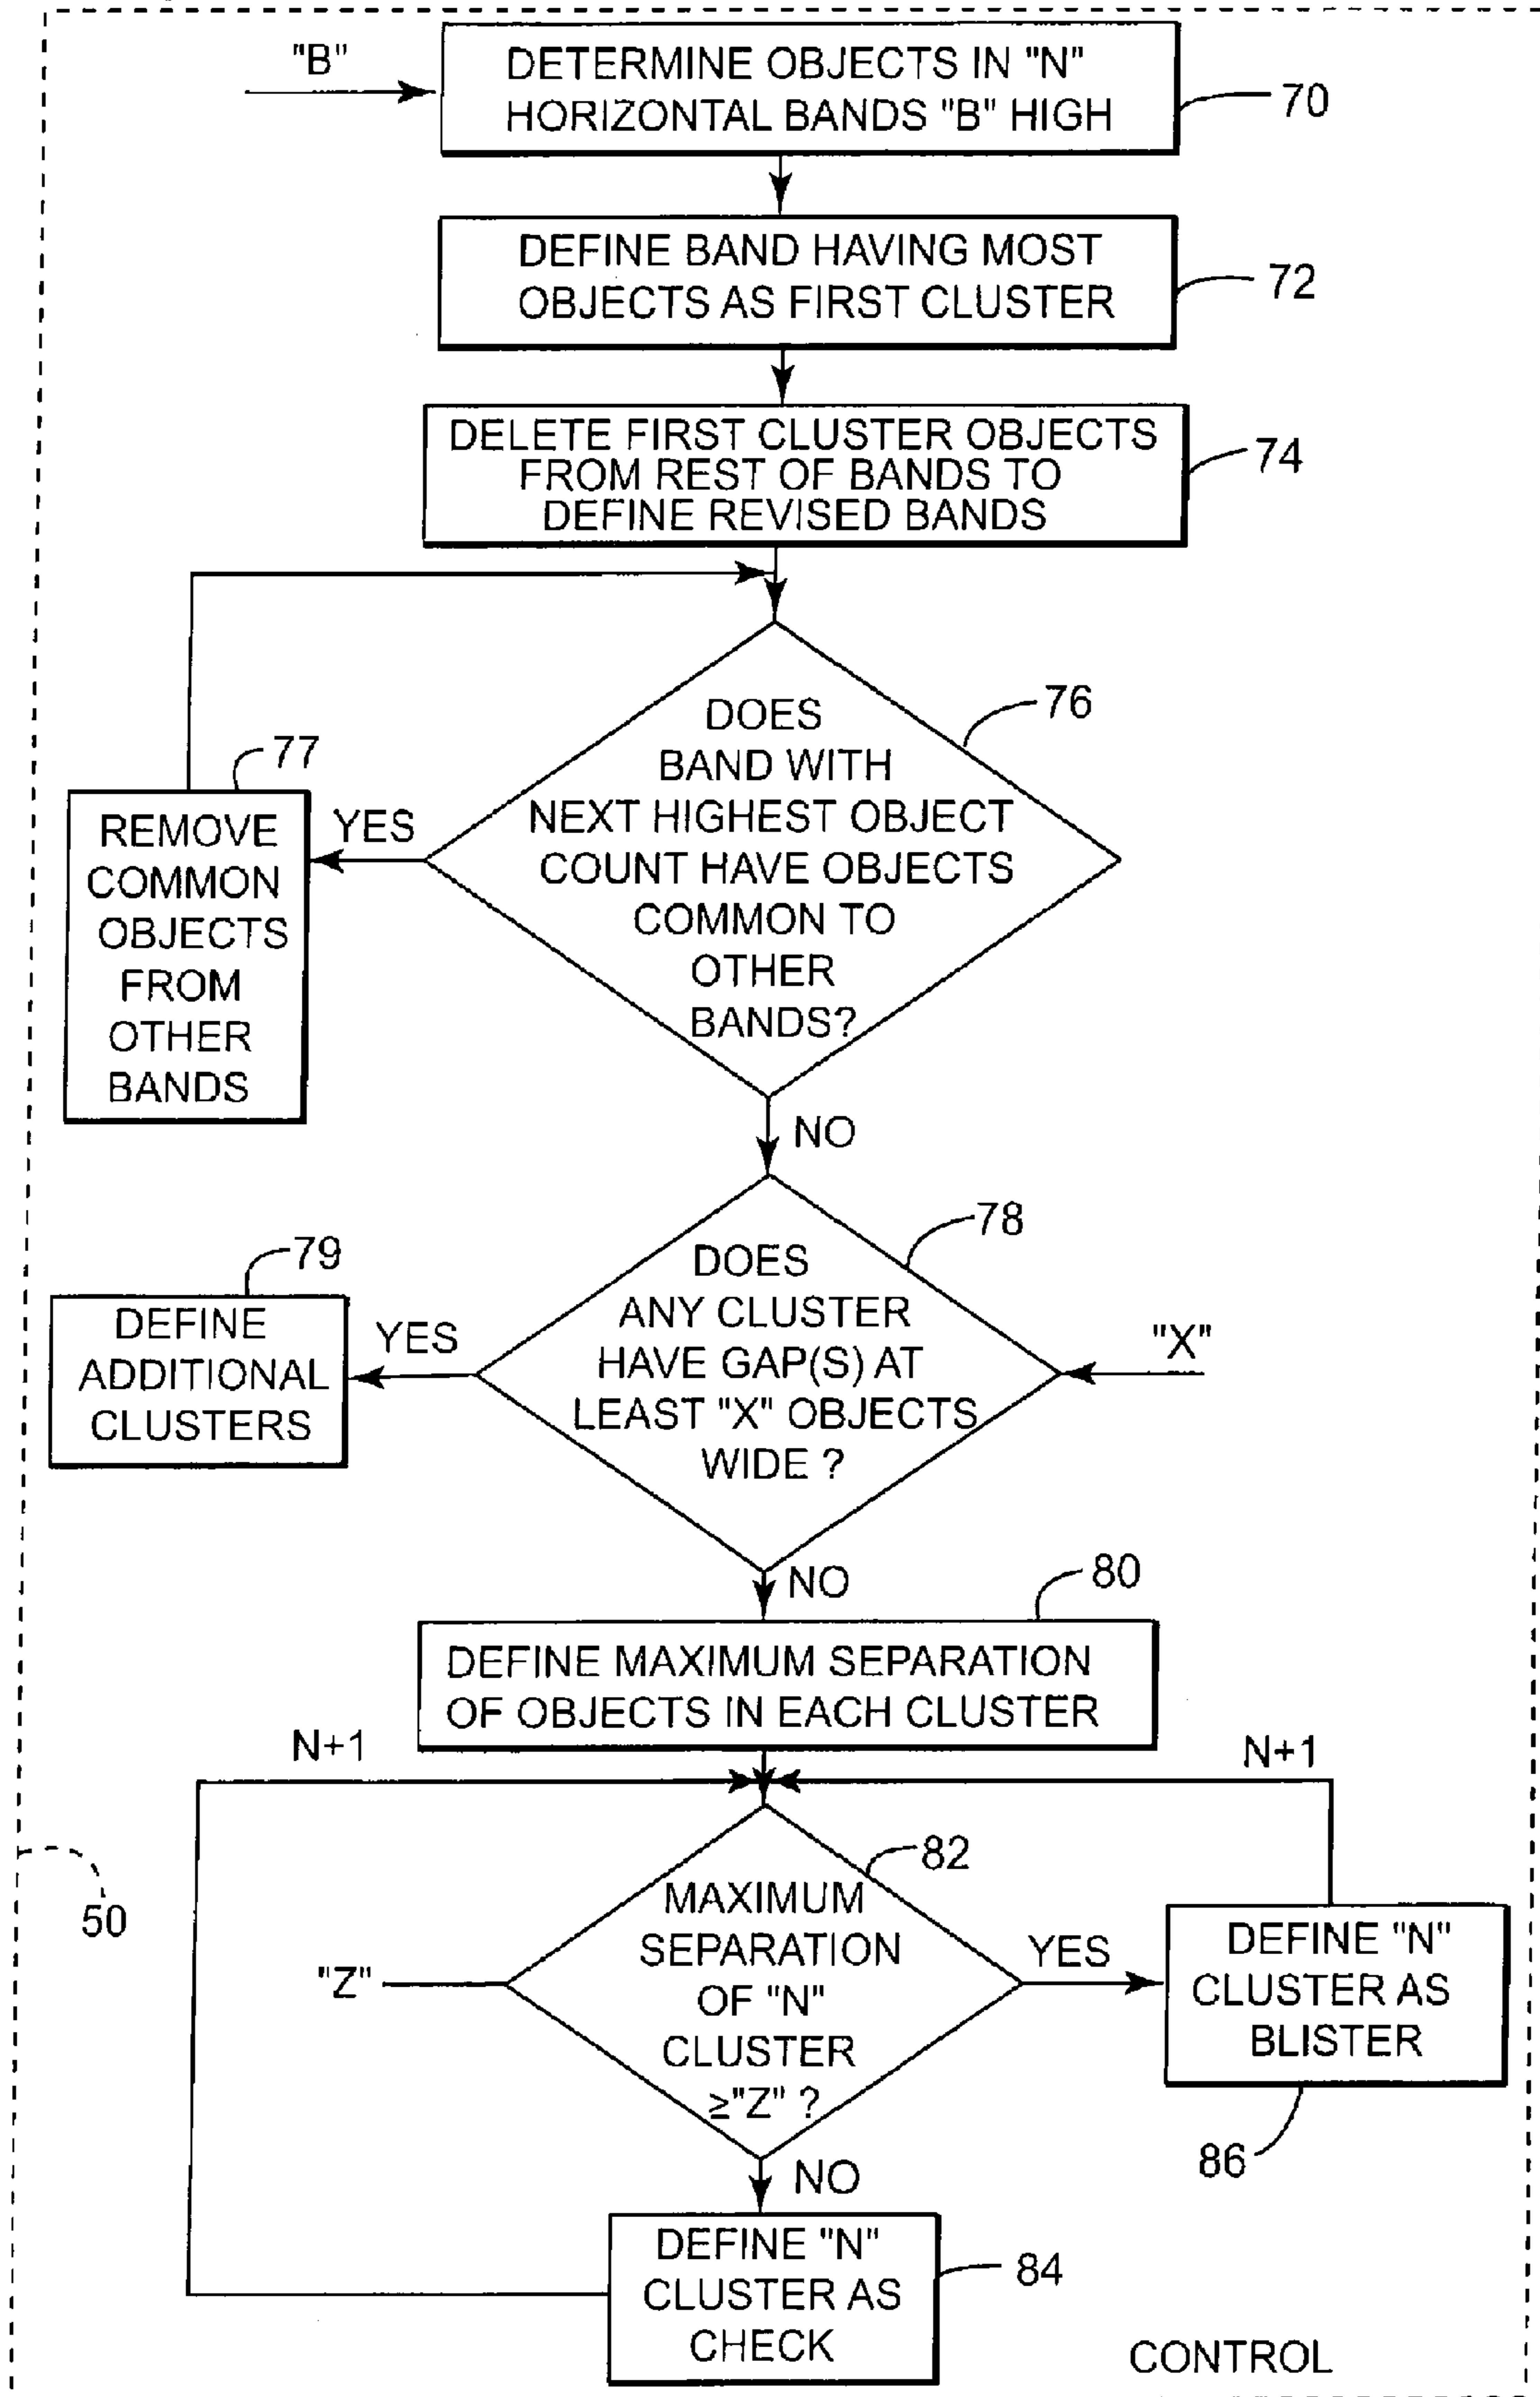 "B"
DETERMINE OBJECTS IN "N"
HORIZONTAL BANDS "B" HIGH
70
DEFINE BAND HAVING MOST
OBJECTS AS FIRST CLUSTER
72
DELETE FIRST CLUSTER OBJECTS
FROM REST OF BANDS TO
DEFINE REVISED BANDS
74
DOES
BAND WITH
NEXT HIGHEST OBJECT
COUNT HAVE OBJECTS
COMMON TO
OTHER
BANDS?
76
YES
77
REMOVE
COMMON
OBJECTS
FROM
OTHER
BANDS
NO
DOES
ANY CLUSTER
HAVE GAP(S) AT
LEAST "X" OBJECTS
WIDE ?
78
"X"
YES
79
DEFINE
ADDITIONAL
CLUSTERS
NO
80
DEFINE MAXIMUM SEPARATION
OF OBJECTS IN EACH CLUSTER
N+1
N+1
82
MAXIMUM
SEPARATION
OF "N"
CLUSTER
≥"Z" ?
"Z"
YES
DEFINE "N"
CLUSTER AS
BLISTER
86
50
NO
DEFINE "N"
CLUSTER AS
CHECK
84
CONTROL